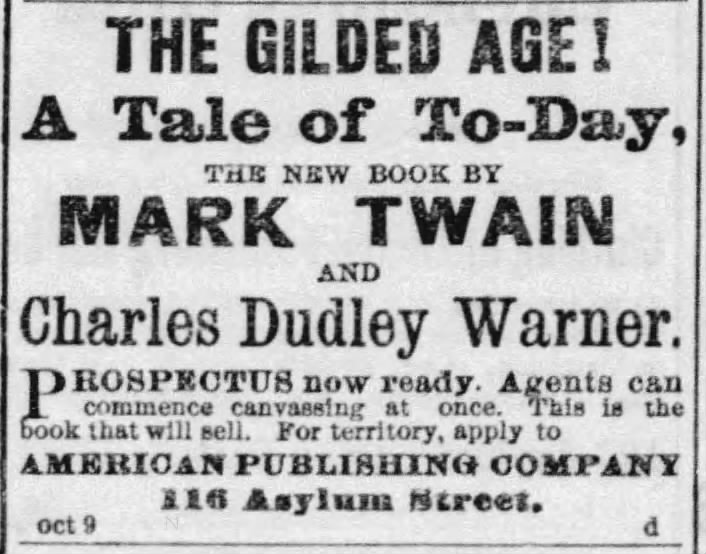 THE GILDED AGE!
A Tale of To-Day,
THE NEW BOOK BY
MARK TWAIN
AND
Charles Dudley Warner.
PROSPECTUS now ready. Agents can
commence canvassing at once. This is the
book that will sell. For territory, apply to
AMERICAN PUBLISHING COMPANY
116 Asylum Street.
oct 9 d